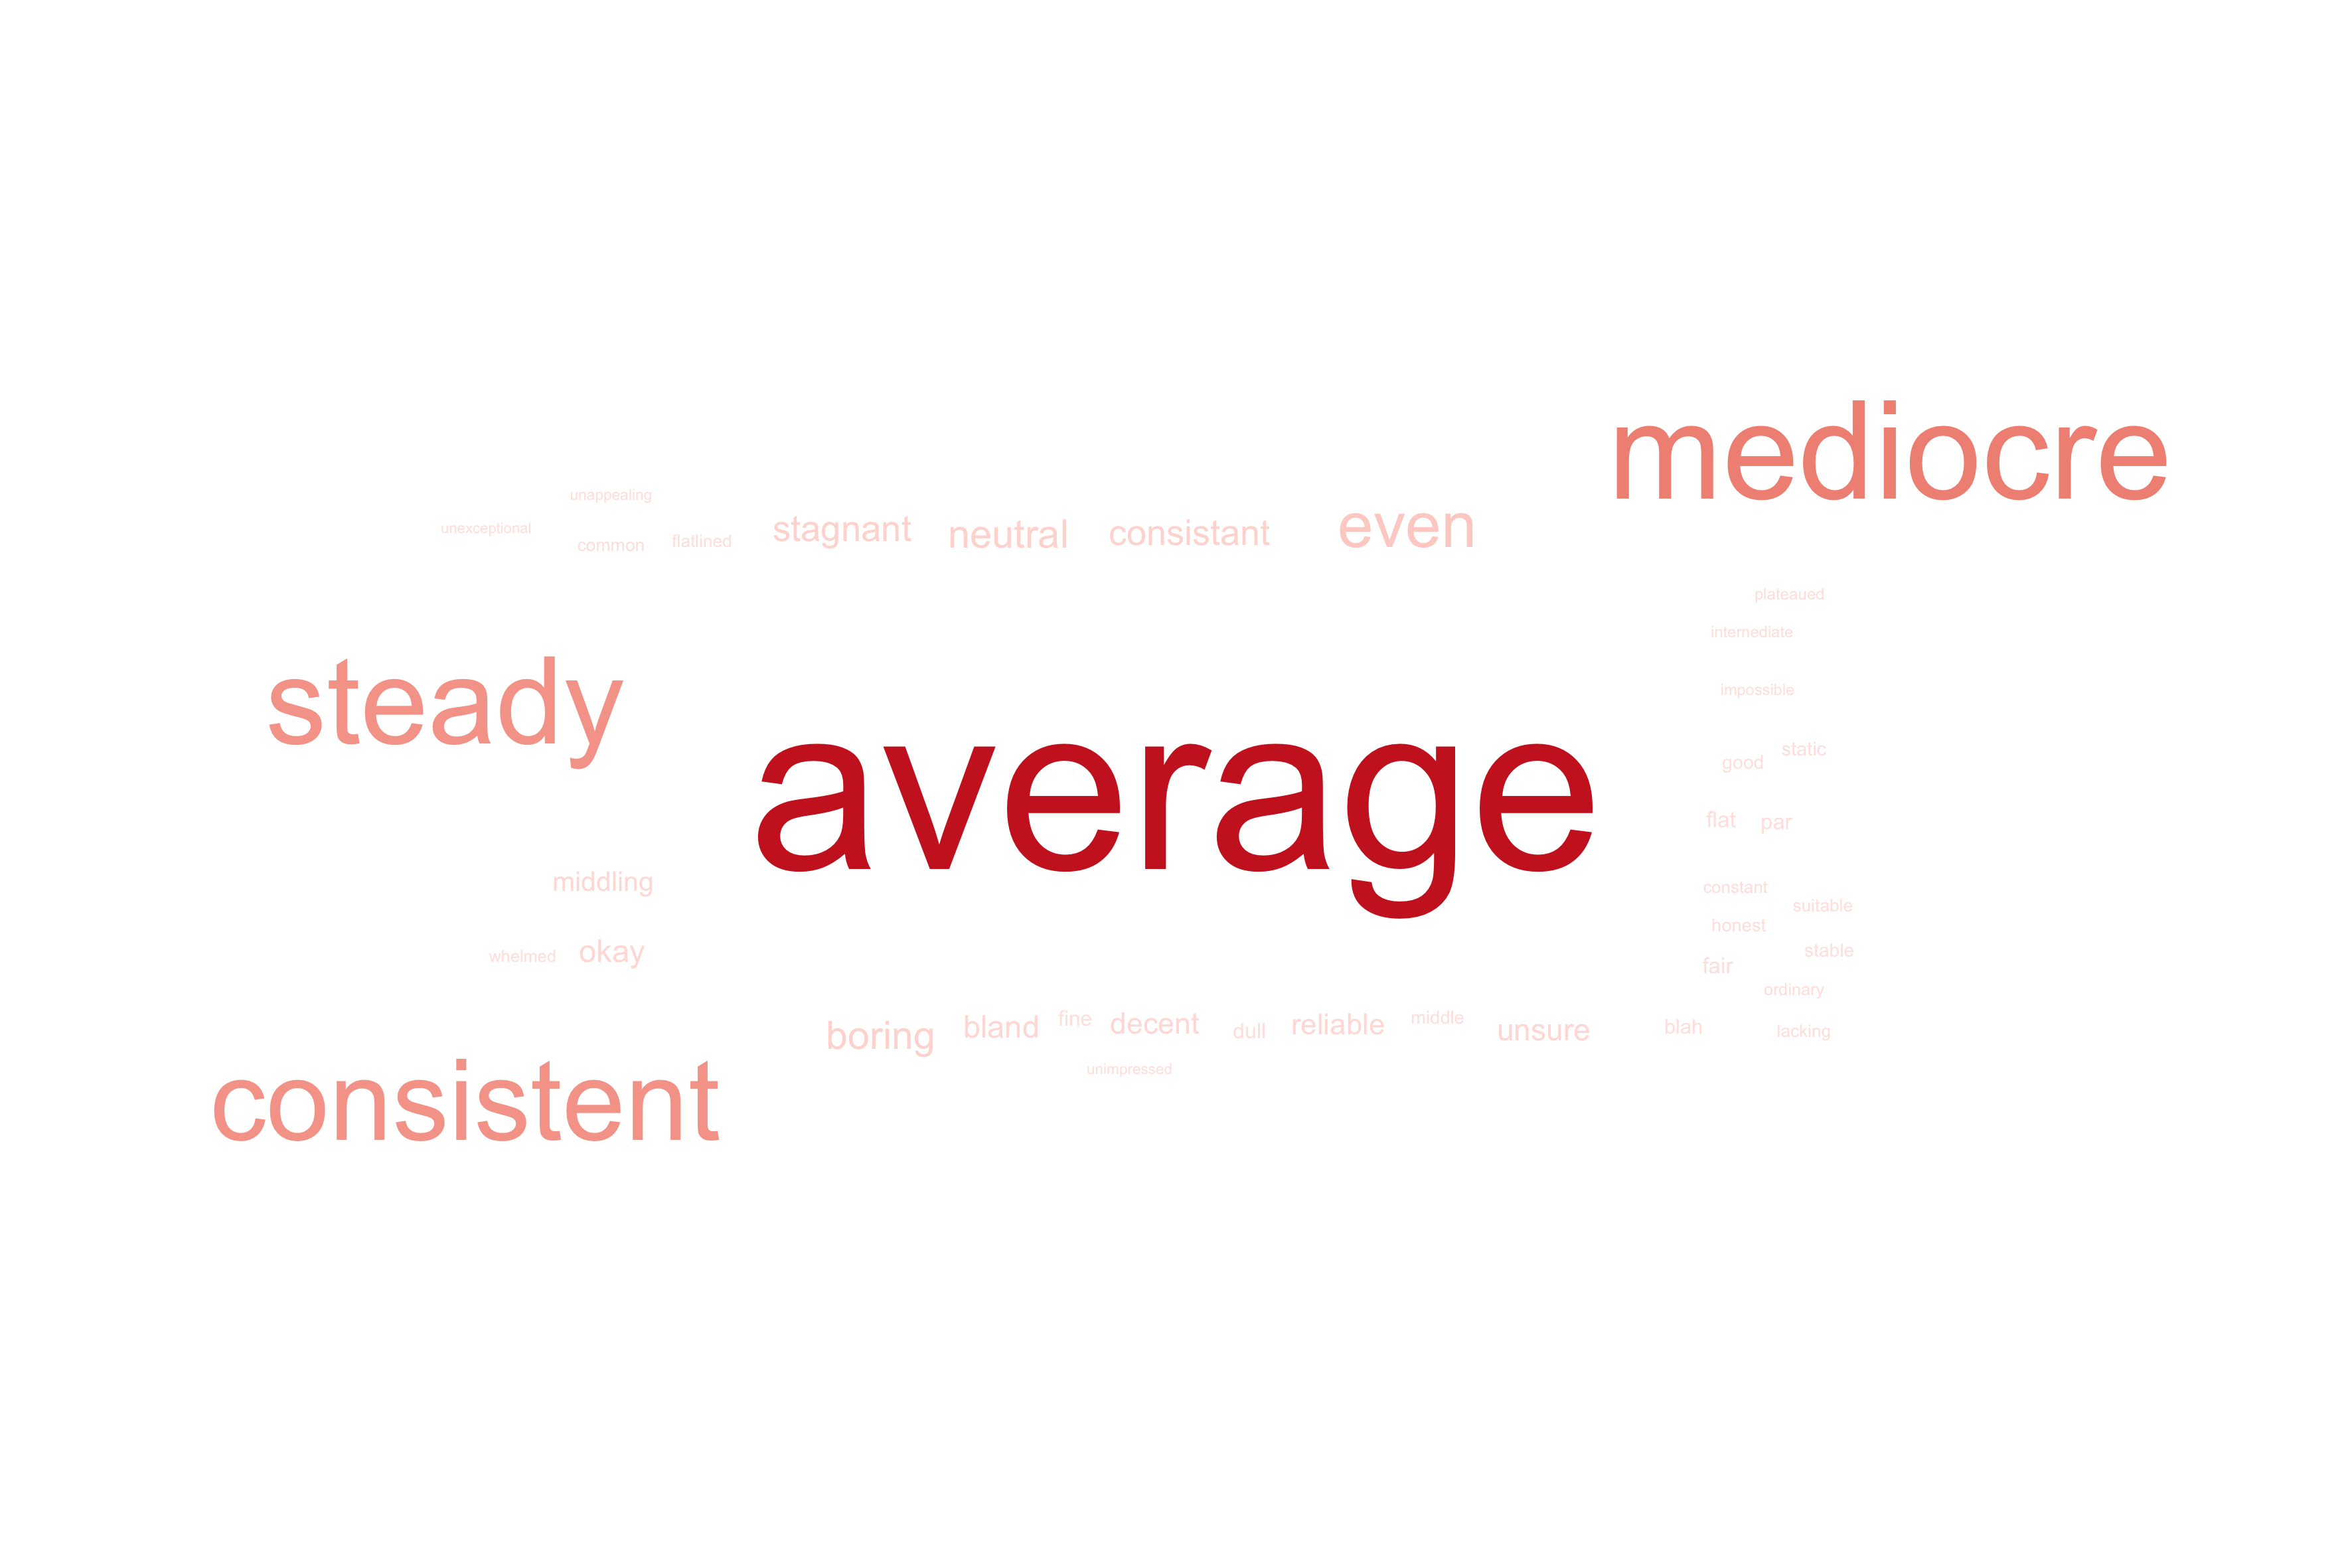 mediocre
unappealing
unexceptional
common
flatlined
stagnant
neutral
consistant
even
plateaued
internediate
steady
impossible
average
good
static
flat
par
middling
constant
suitable
honest
whelmed
okay
stable
fair
ordinary
boring
bland
fine
decent
dull
reliable
middle
unsure
blah
lacking
unimpressed
consistent